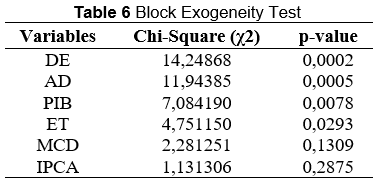 Table 6 Block Exogeneity Test
Variables Chi-Square (χ2) p-value
DE 14,24868 0,0002
AD 11,94385 0,0005
PIB 7,084190 0,0078
ET 4,751150 0,0293
MCD 2,281251 0,1309
IPCA 1,131306 0,2875